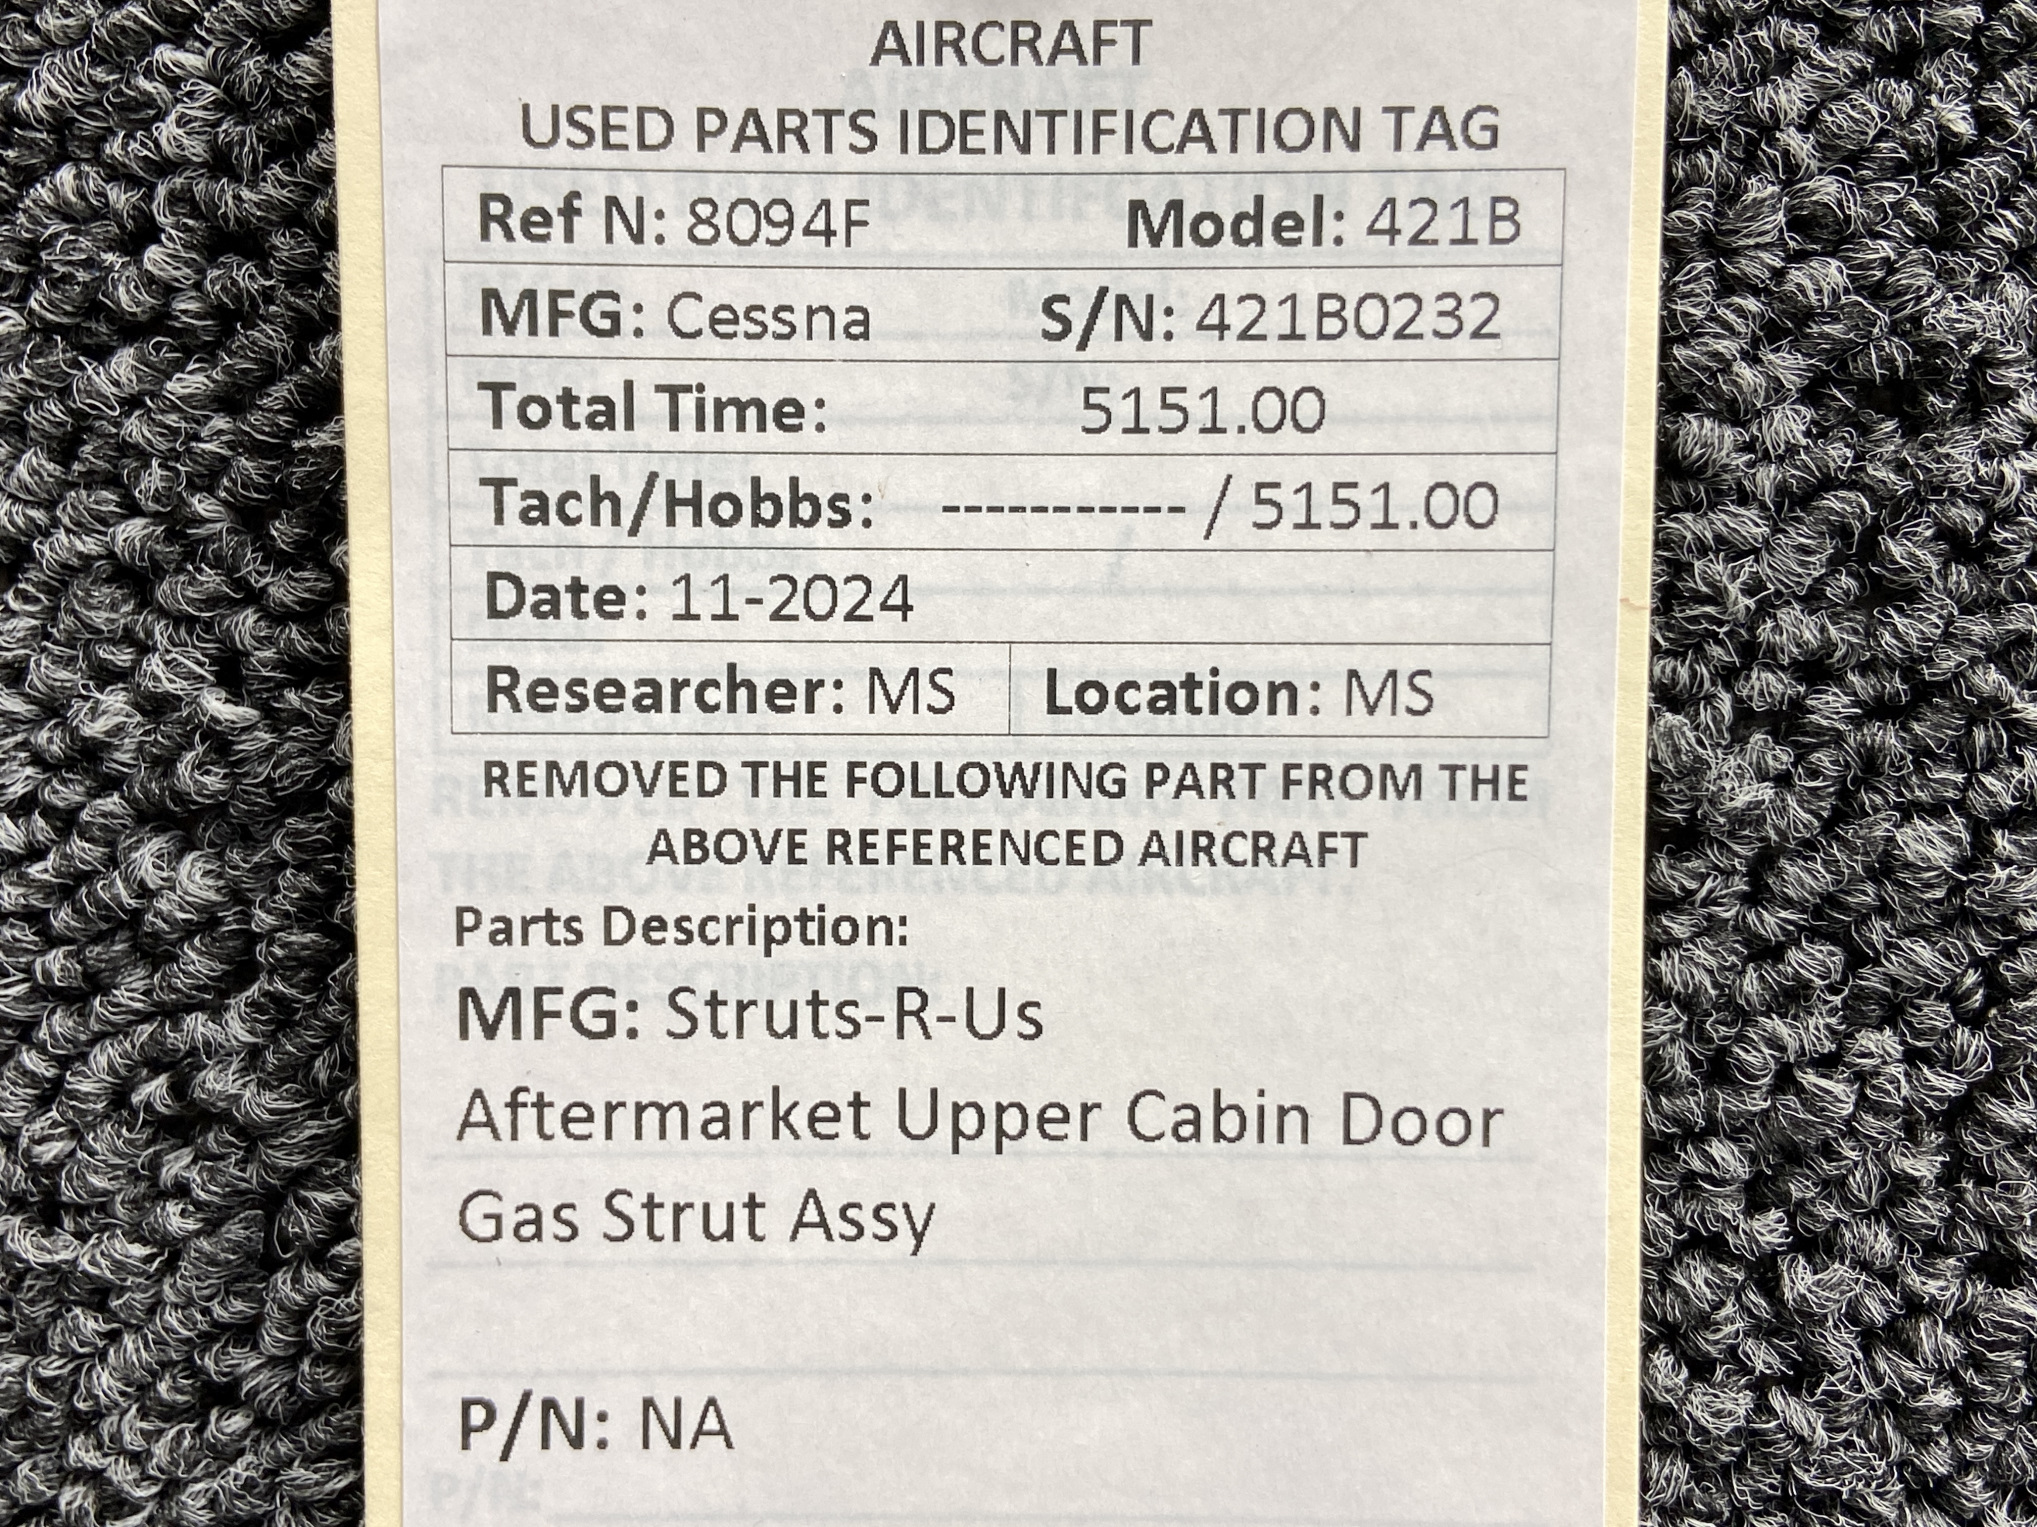 AIRCRAFT
USED PARTS IDENTIFICATION TAG
Ref N: 8094F Model: 421B
MFG: Cessna S/N: 421B0232
Total Time: 5151.00
Tach/Hobbs: ----------- / 5151.00
Date: 11-2024
Researcher: MS Location: MS
REMOVED THE FOLLOWING PART FROM THE
ABOVE REFERENCED AIRCRAFT
Parts Description:
MFG: Struts-R-Us
Aftermarket Upper Cabin Door
Gas Strut Assy
P/N: NA